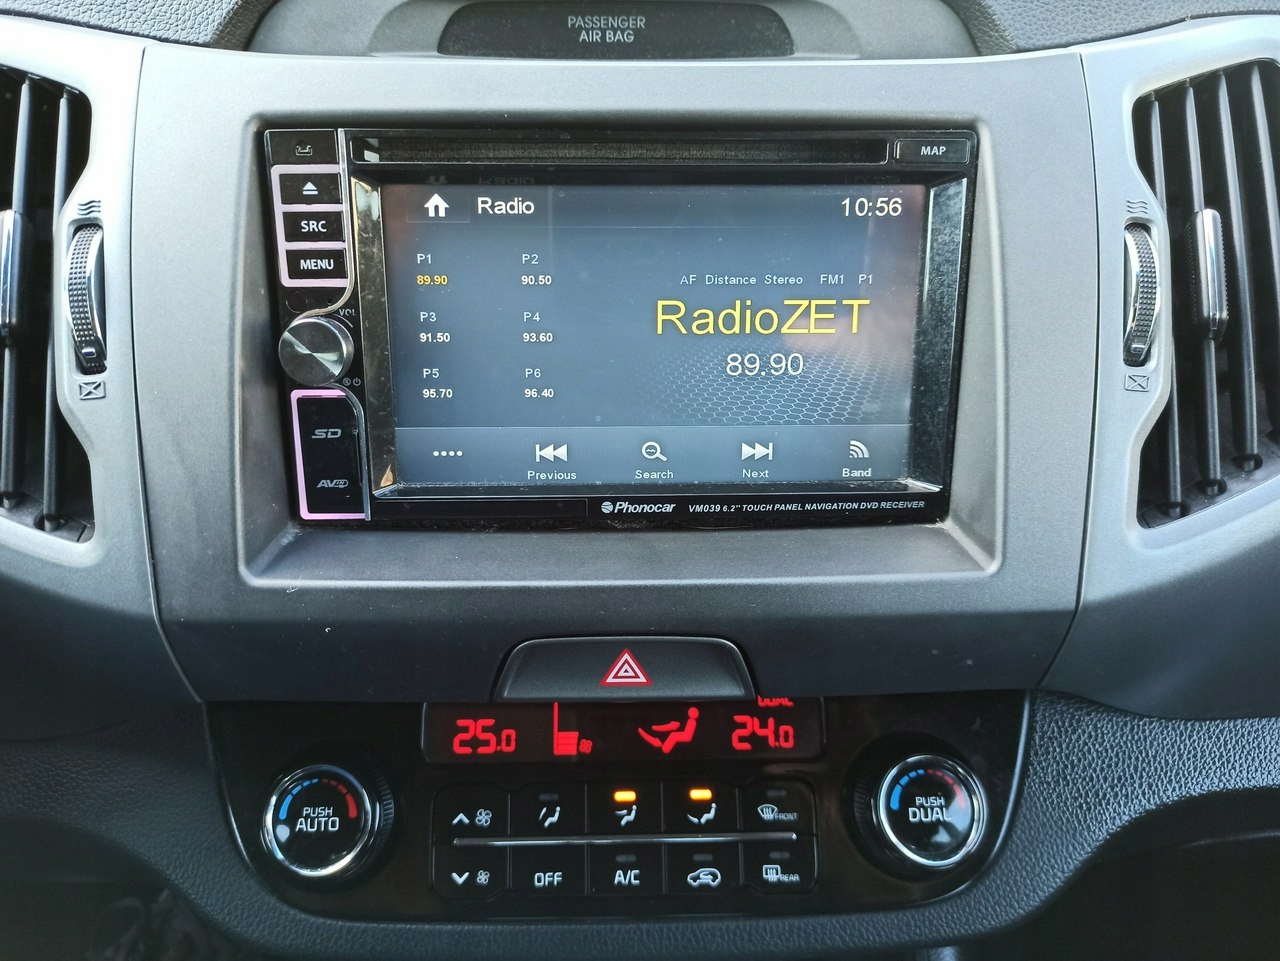 PASSENGER
AIR BAG
MAP
SRC
MENU
VOL
SD
Radio
10:56
P1
P2
89.90
90.50
P3
P4
91.50
93.60
P5
P6
95.70
96.40
AF Distance Stereo FM1 P1
RadioZET
89.90
Previous
Search
Next
Band
Phonocar VM039 6.2" TOUCH PANEL NAVIGATION DVD RECEIVER
DUAL
25.0
24.0
PUSH
AUTO
PUSH
DUAL
FRONT
OFF
A/C
REAR